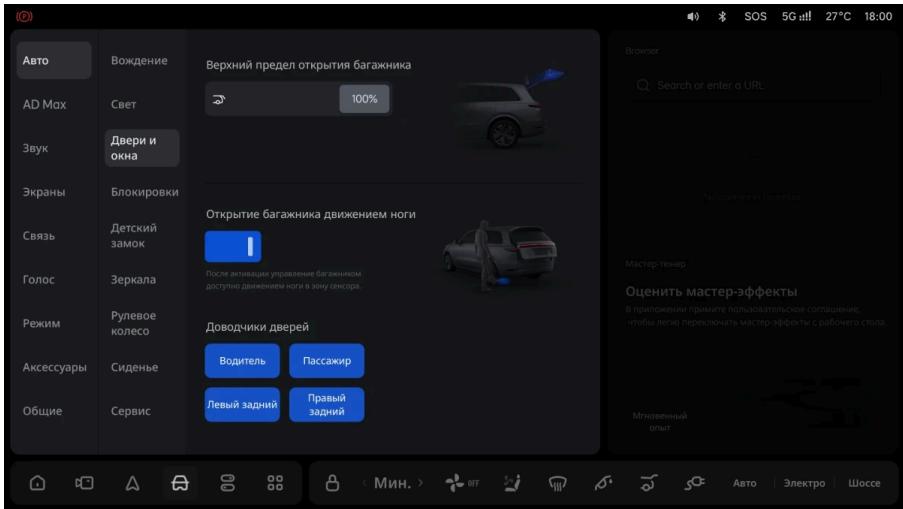 (P)
SOS 5G 27°C 18:00
Авто
AD Max
Звук
Экраны
Связь
Голос
Режим
Аксессуары
Общие
Вождение
Свет
Двери и
окна
Блокировки
Детский
замок
Зеркала
Рулевое
колесо
Сиденье
Сервис
Верхний предел открытия багажника
100%
Открытие багажника движением ноги
После активации управление багажником
доступно движением ноги в зону сенсора.
Доводчики дверей
Водитель
Пассажир
Левый задний
Правый
задний
Browser
Search or enter a URL
Мастер-тюнер
Оценить мастер-эффекты
В приложении примите пользовательское соглашение,
чтобы легко переключать мастер-эффекты с рабочего стола.
Мгновенный
опыт
< Мин. >
OFF
Авто
Электро
Шоссе